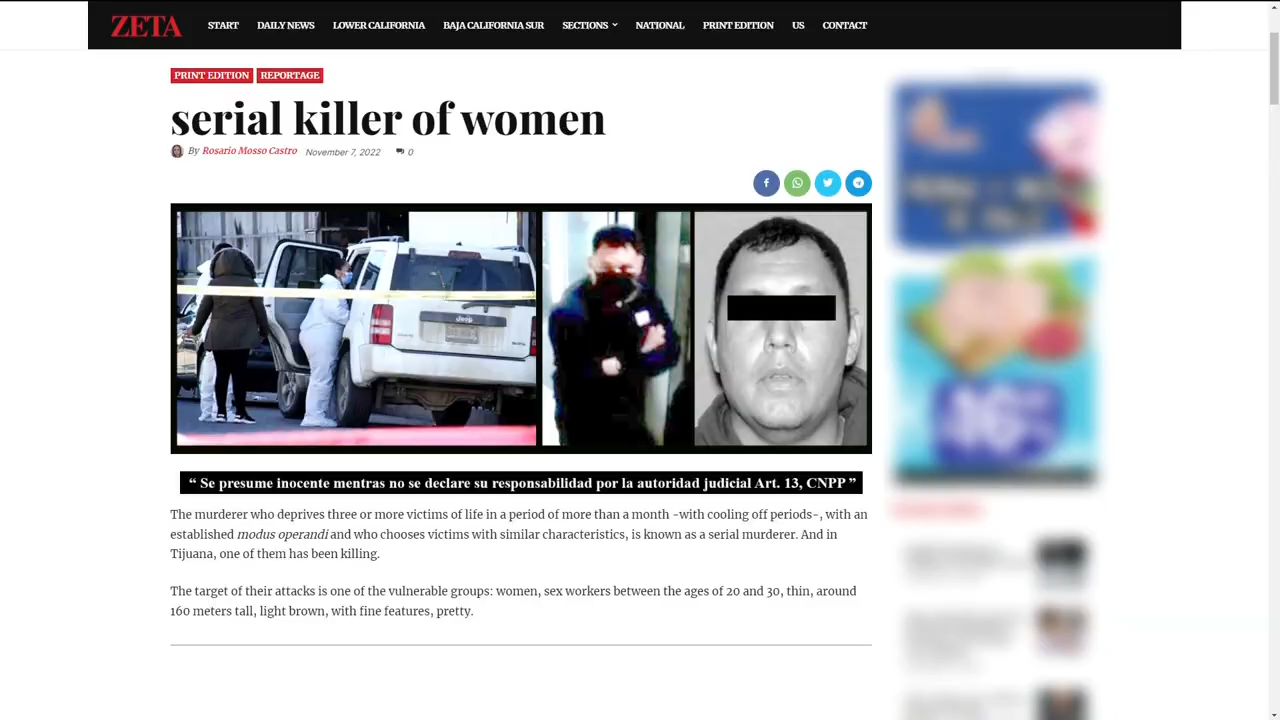 ZETA
START DAILY NEWS LOWER CALIFORNIA BAJA CALIFORNIA SUR SECTIONS NATIONAL PRINT EDITION US CONTACT
PRINT EDITION REPORTAGE
serial killer of women
By Rosario Mosso Castro November 7, 2022 0
Jeep
“ Se presume inocente mentras no se declare su responsabilidad por la autoridad judicial Art. 13, CNPP ”
The murderer who deprives three or more victims of life in a period of more than a month -with cooling off periods-, with an
established modus operandi and who chooses victims with similar characteristics, is known as a serial murderer. And in
Tijuana, one of them has been killing.
The target of their attacks is one of the vulnerable groups: women, sex workers between the ages of 20 and 30, thin, around
160 meters tall, light brown, with fine features, pretty.